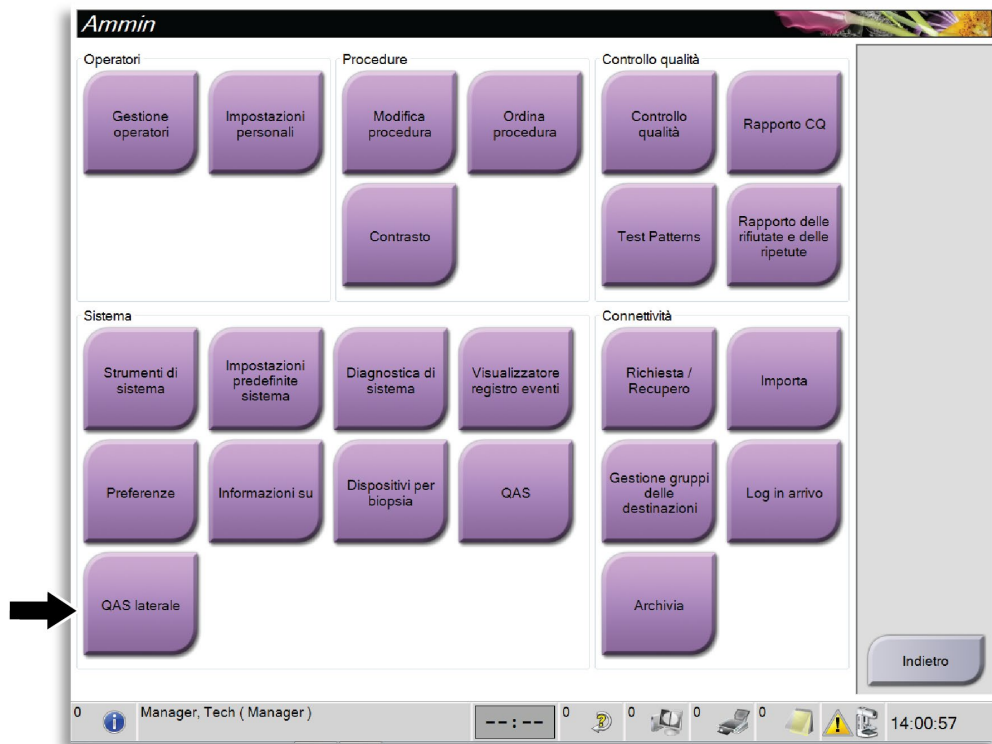 Ammin
Operatori
Gestione
operatori
Impostazioni
personali
Procedure
Modifica
procedura
Ordina
procedura
Contrasto
Controllo qualità
Controllo
qualità
Rapporto CQ
Test Patterns
Rapporto delle
rifiutate e delle
ripetute
Sistema
Strumenti di
sistema
Impostazioni
predefinite
sistema
Diagnostica di
sistema
Visualizzatore
registro eventi
Preferenze
Informazioni su
Dispositivi per
biopsia
QAS
QAS laterale
Connettività
Richiesta /
Recupero
Importa
Gestione gruppi
delle
destinazioni
Log in arrivo
Archivia
Indietro
0 Manager, Tech ( Manager ) --:-- 0 0 0 0 14:00:57